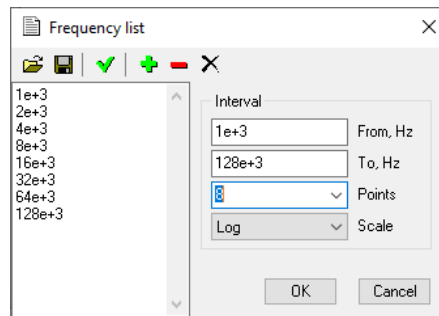 Frequency list
1e+3
2e+3
4e+3
8e+3
16e+3
32e+3
64e+3
128e+3
Interval
1e+3 From, Hz
128e+3 To, Hz
8 Points
Log Scale
OK Cancel